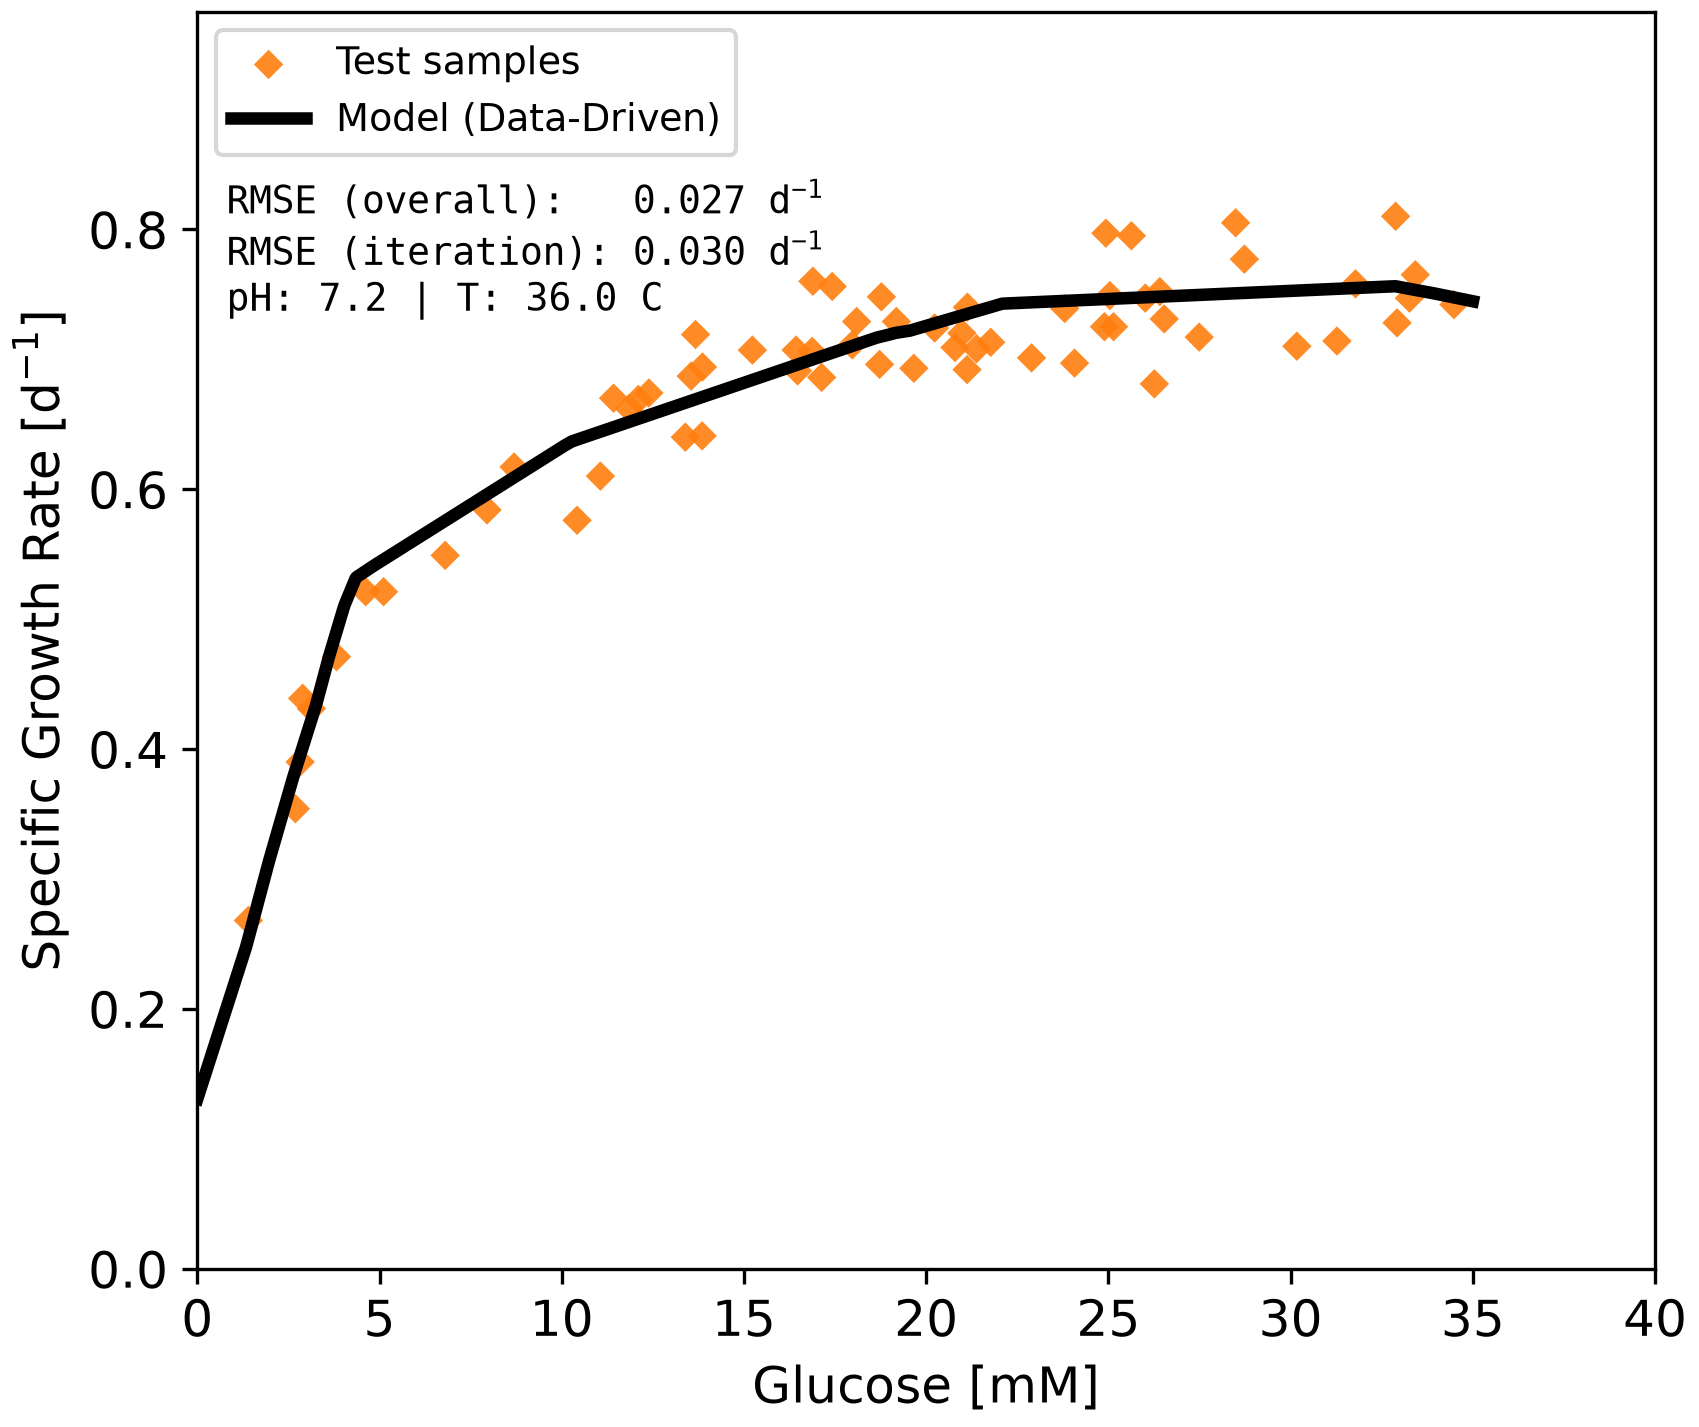 Test samples
Model (Data-Driven)
RMSE (overall):   0.027 d⁻¹
RMSE (iteration): 0.030 d⁻¹
pH: 7.2 | T: 36.0 C
Specific Growth Rate [d⁻¹]
0.8
0.6
0.4
0.2
0.0
0 5 10 15 20 25 30 35 40
Glucose [mM]